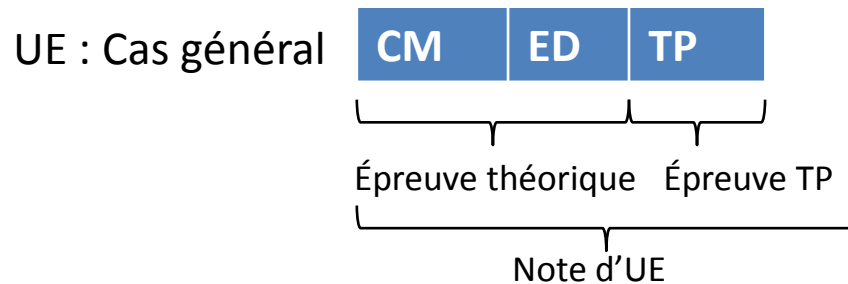 UE : Cas général CM ED TP
Épreuve théorique Épreuve TP
Note d'UE